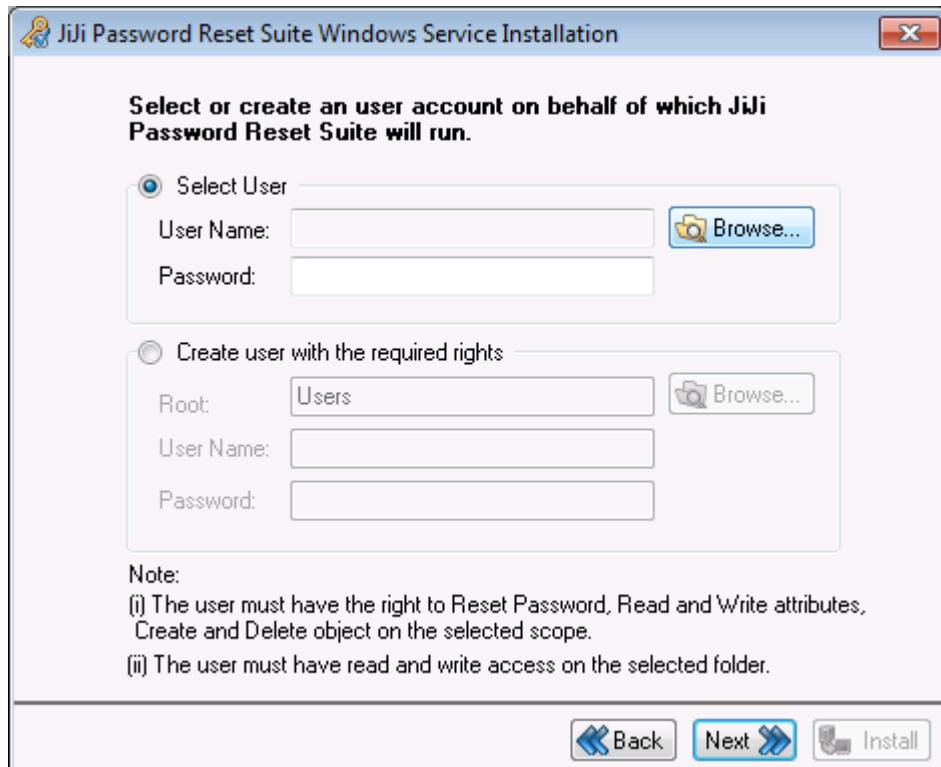 JiJi Password Reset Suite Windows Service Installation
Select or create an user account on behalf of which JiJi
Password Reset Suite will run.
Select User
User Name:
Browse...
Password:
Create user with the required rights
Root:
Users
Browse...
User Name:
Password:
Note:
(i) The user must have the right to Reset Password, Read and Write attributes,
Create and Delete object on the selected scope.
(ii) The user must have read and write access on the selected folder.
Back
Next
Install